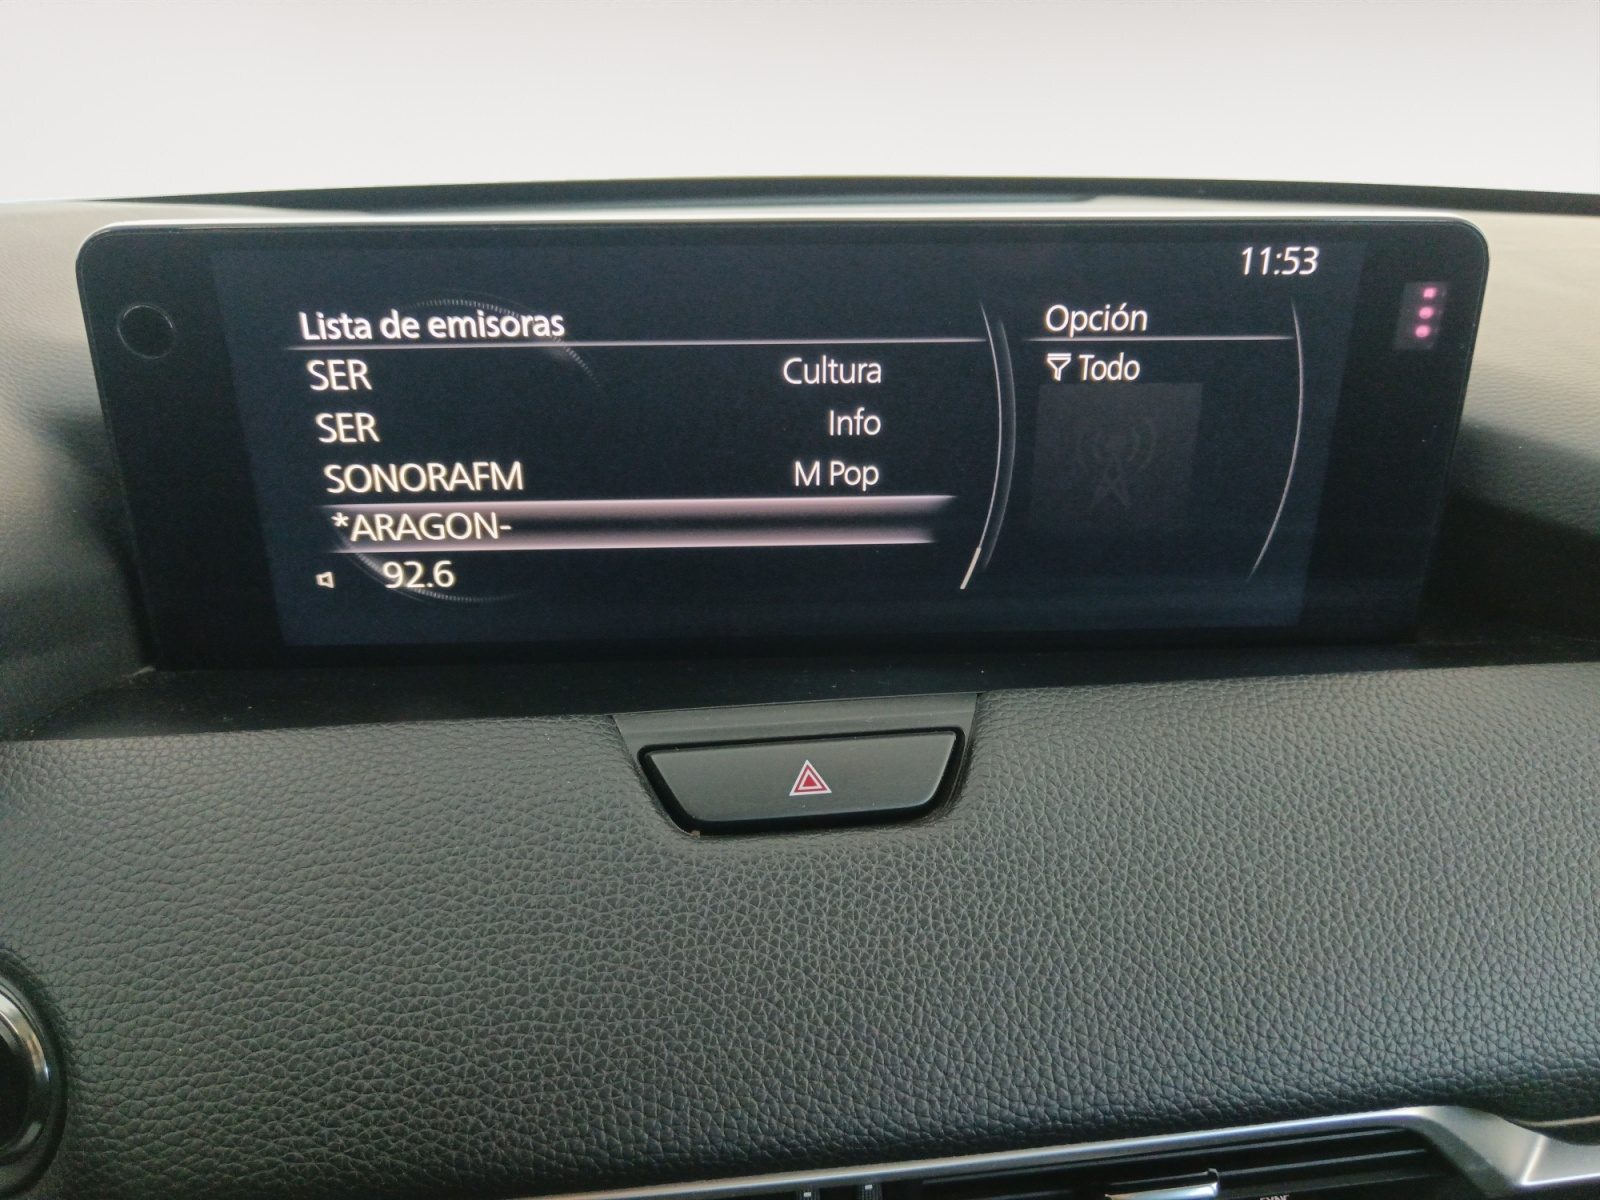 11:53
Lista de emisoras
SER Cultura
SER Info
SONORAFM M Pop
*ARAGON-
92.6
Opción
Todo